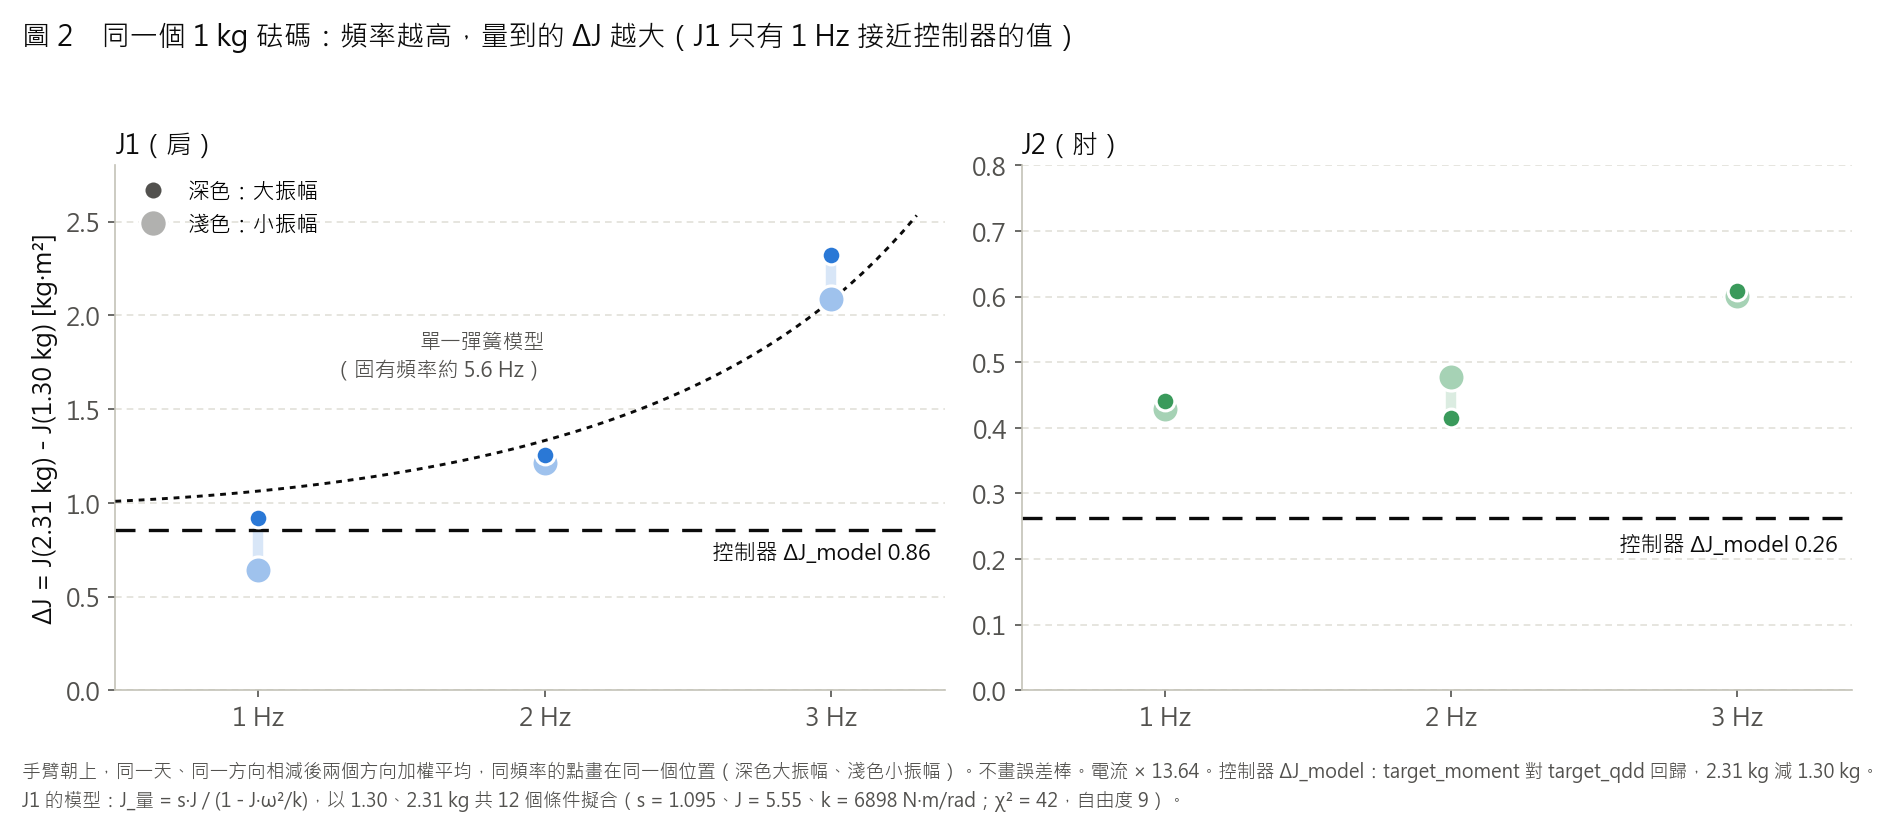 圖 2　同一個 1 kg 砝碼：頻率越高，量到的 ΔJ 越大（J1 只有 1 Hz 接近控制器的值）
J1（肩）
深色：大振幅
淺色：小振幅
ΔJ = J(2.31 kg) - J(1.30 kg) [kg·m²]
2.5
2.0
1.5
1.0
0.5
0.0
單一彈簧模型
（固有頻率約 5.6 Hz）
控制器 ΔJ_model 0.86
1 Hz
2 Hz
3 Hz
J2（肘）
0.8
0.7
0.6
0.5
0.4
0.3
0.2
0.1
0.0
控制器 ΔJ_model 0.26
1 Hz
2 Hz
3 Hz
手臂朝上，同一天、同一方向相減後兩個方向加權平均，同頻率的點畫在同一個位置（深色大振幅、淺色小振幅）。不畫誤差棒。電流 × 13.64。控制器 ΔJ_model：target_moment 對 target_qdd 回歸，2.31 kg 減 1.30 kg。
J1 的模型：J_量 = s·J / (1 - J·ω²/k)，以 1.30、2.31 kg 共 12 個條件擬合（s = 1.095、J = 5.55、k = 6898 N·m/rad；χ² = 42，自由度 9）。